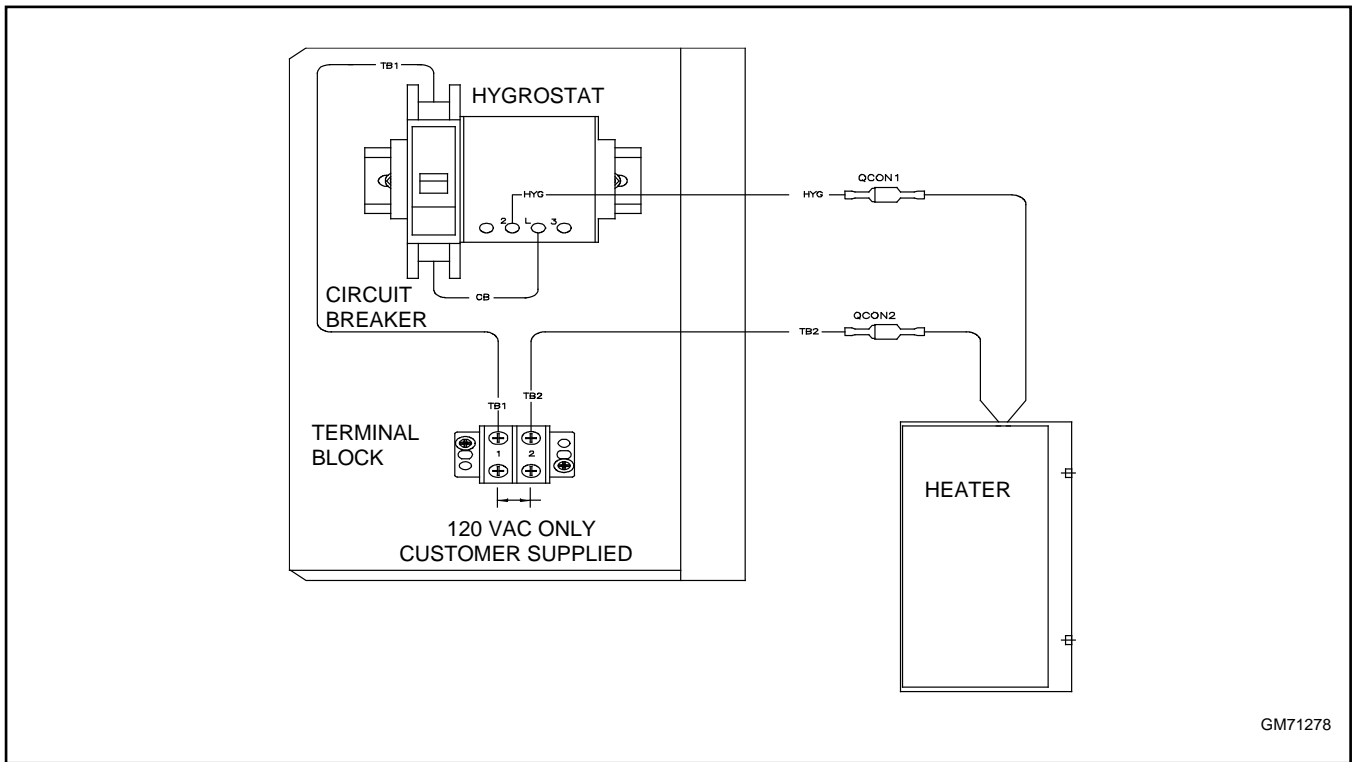 TB1
HYGROSTAT
QCON1
HYG
HYG
2 L 3
CB
CIRCUIT
BREAKER
QCON2
TB2
TB1
TB2
TERMINAL
BLOCK
1 2
HEATER
120 VAC ONLY
CUSTOMER SUPPLIED
GM71278